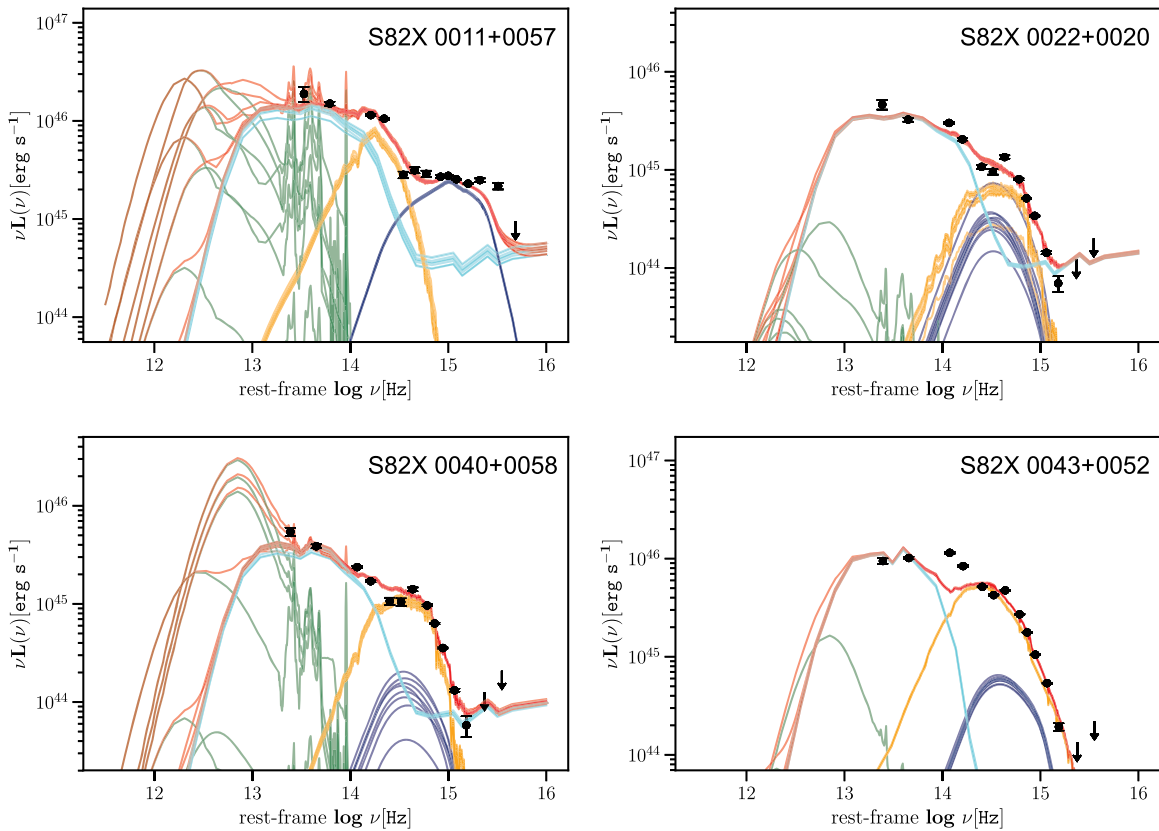 S82X 0011+0057
νL(ν)[erg s⁻¹]
10⁴⁷
10⁴⁶
10⁴⁵
10⁴⁴
12 13 14 15 16
rest-frame log ν[Hz]
S82X 0022+0020
νL(ν)[erg s⁻¹]
10⁴⁶
10⁴⁵
10⁴⁴
12 13 14 15 16
rest-frame log ν[Hz]
S82X 0040+0058
νL(ν)[erg s⁻¹]
10⁴⁶
10⁴⁵
10⁴⁴
12 13 14 15 16
rest-frame log ν[Hz]
S82X 0043+0052
νL(ν)[erg s⁻¹]
10⁴⁷
10⁴⁶
10⁴⁵
10⁴⁴
12 13 14 15 16
rest-frame log ν[Hz]